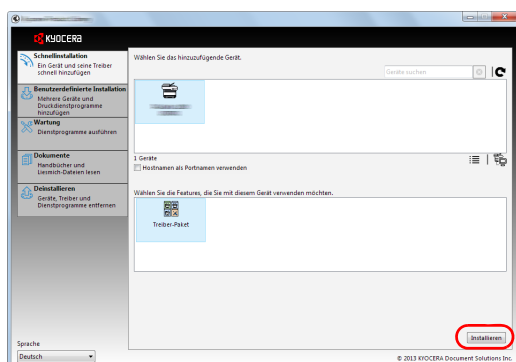 KYOCERA
Schnellinstallation
Ein Gerät und seine Treiber
schnell hinzufügen
Benutzerdefinierte Installation
Mehrere Geräte und
Druckdienstprogramme
hinzufügen
Wartung
Dienstprogramme ausführen
Dokumente
Handbücher und
Liesmich-Dateien lesen
Deinstallieren
Geräte, Treiber und
Dienstprogramme entfernen
Sprache
Deutsch
Wählen Sie das hinzuzufügende Gerät.
Geräte suchen
1 Geräte
Hostnamen als Portnamen verwenden
Wählen Sie die Features, die Sie mit diesem Gerät verwenden möchten.
Treiber-Paket
Installieren
© 2013 KYOCERA Document Solutions Inc.